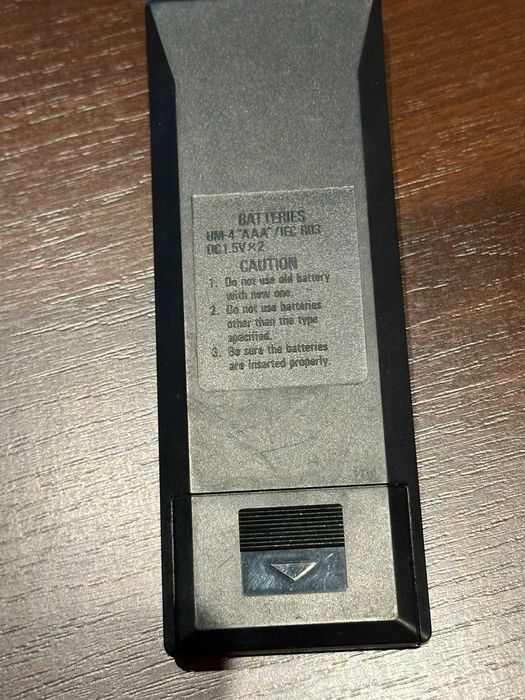 BATTERIES
UM-4"AAA"/IEC R03
DC1.5V×2
CAUTION
1. Do not use old battery
with new one.
2. Do not use batteries
other than the type
specified.
3. Be sure the batteries
are inserted properly.